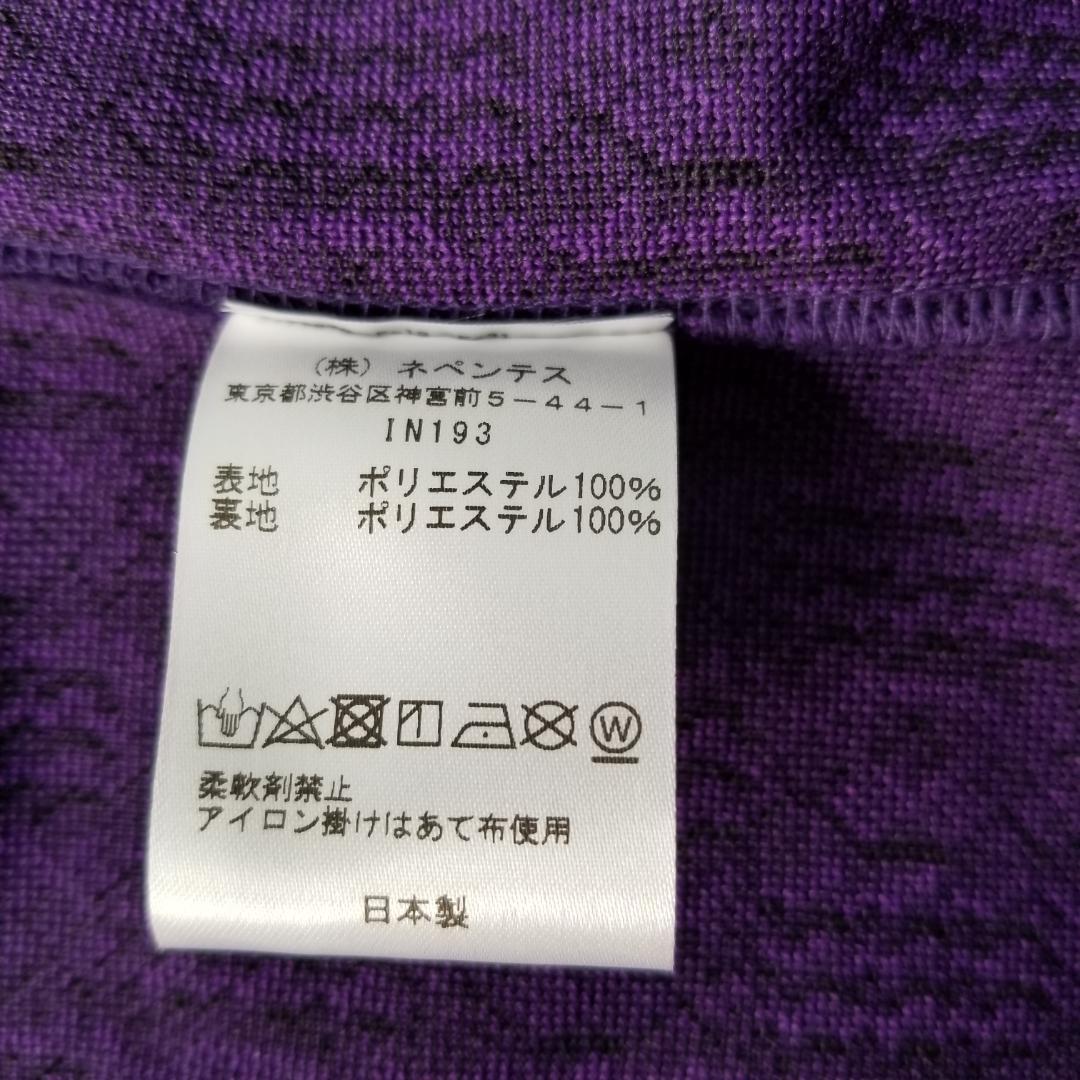 (株) ネペンテス
東京都渋谷区神宮前5-44-1
IN193
表地 ポリエステル100%
裏地 ポリエステル100%
W
柔軟剤禁止
アイロン掛けはあて布使用
日本製